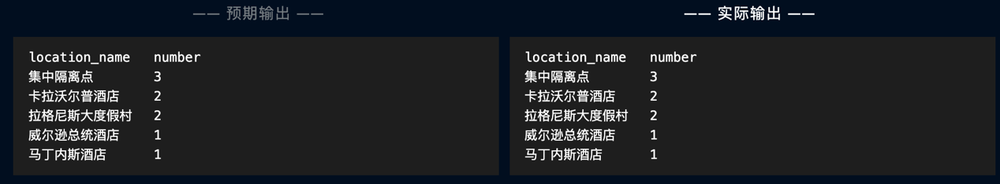 —— 预期输出 ——
location_name number
集中隔离点 3
卡拉沃尔普酒店 2
拉格尼斯大度假村 2
威尔逊总统酒店 1
马丁内斯酒店 1
—— 实际输出 ——
location_name number
集中隔离点 3
卡拉沃尔普酒店 2
拉格尼斯大度假村 2
威尔逊总统酒店 1
马丁内斯酒店 1